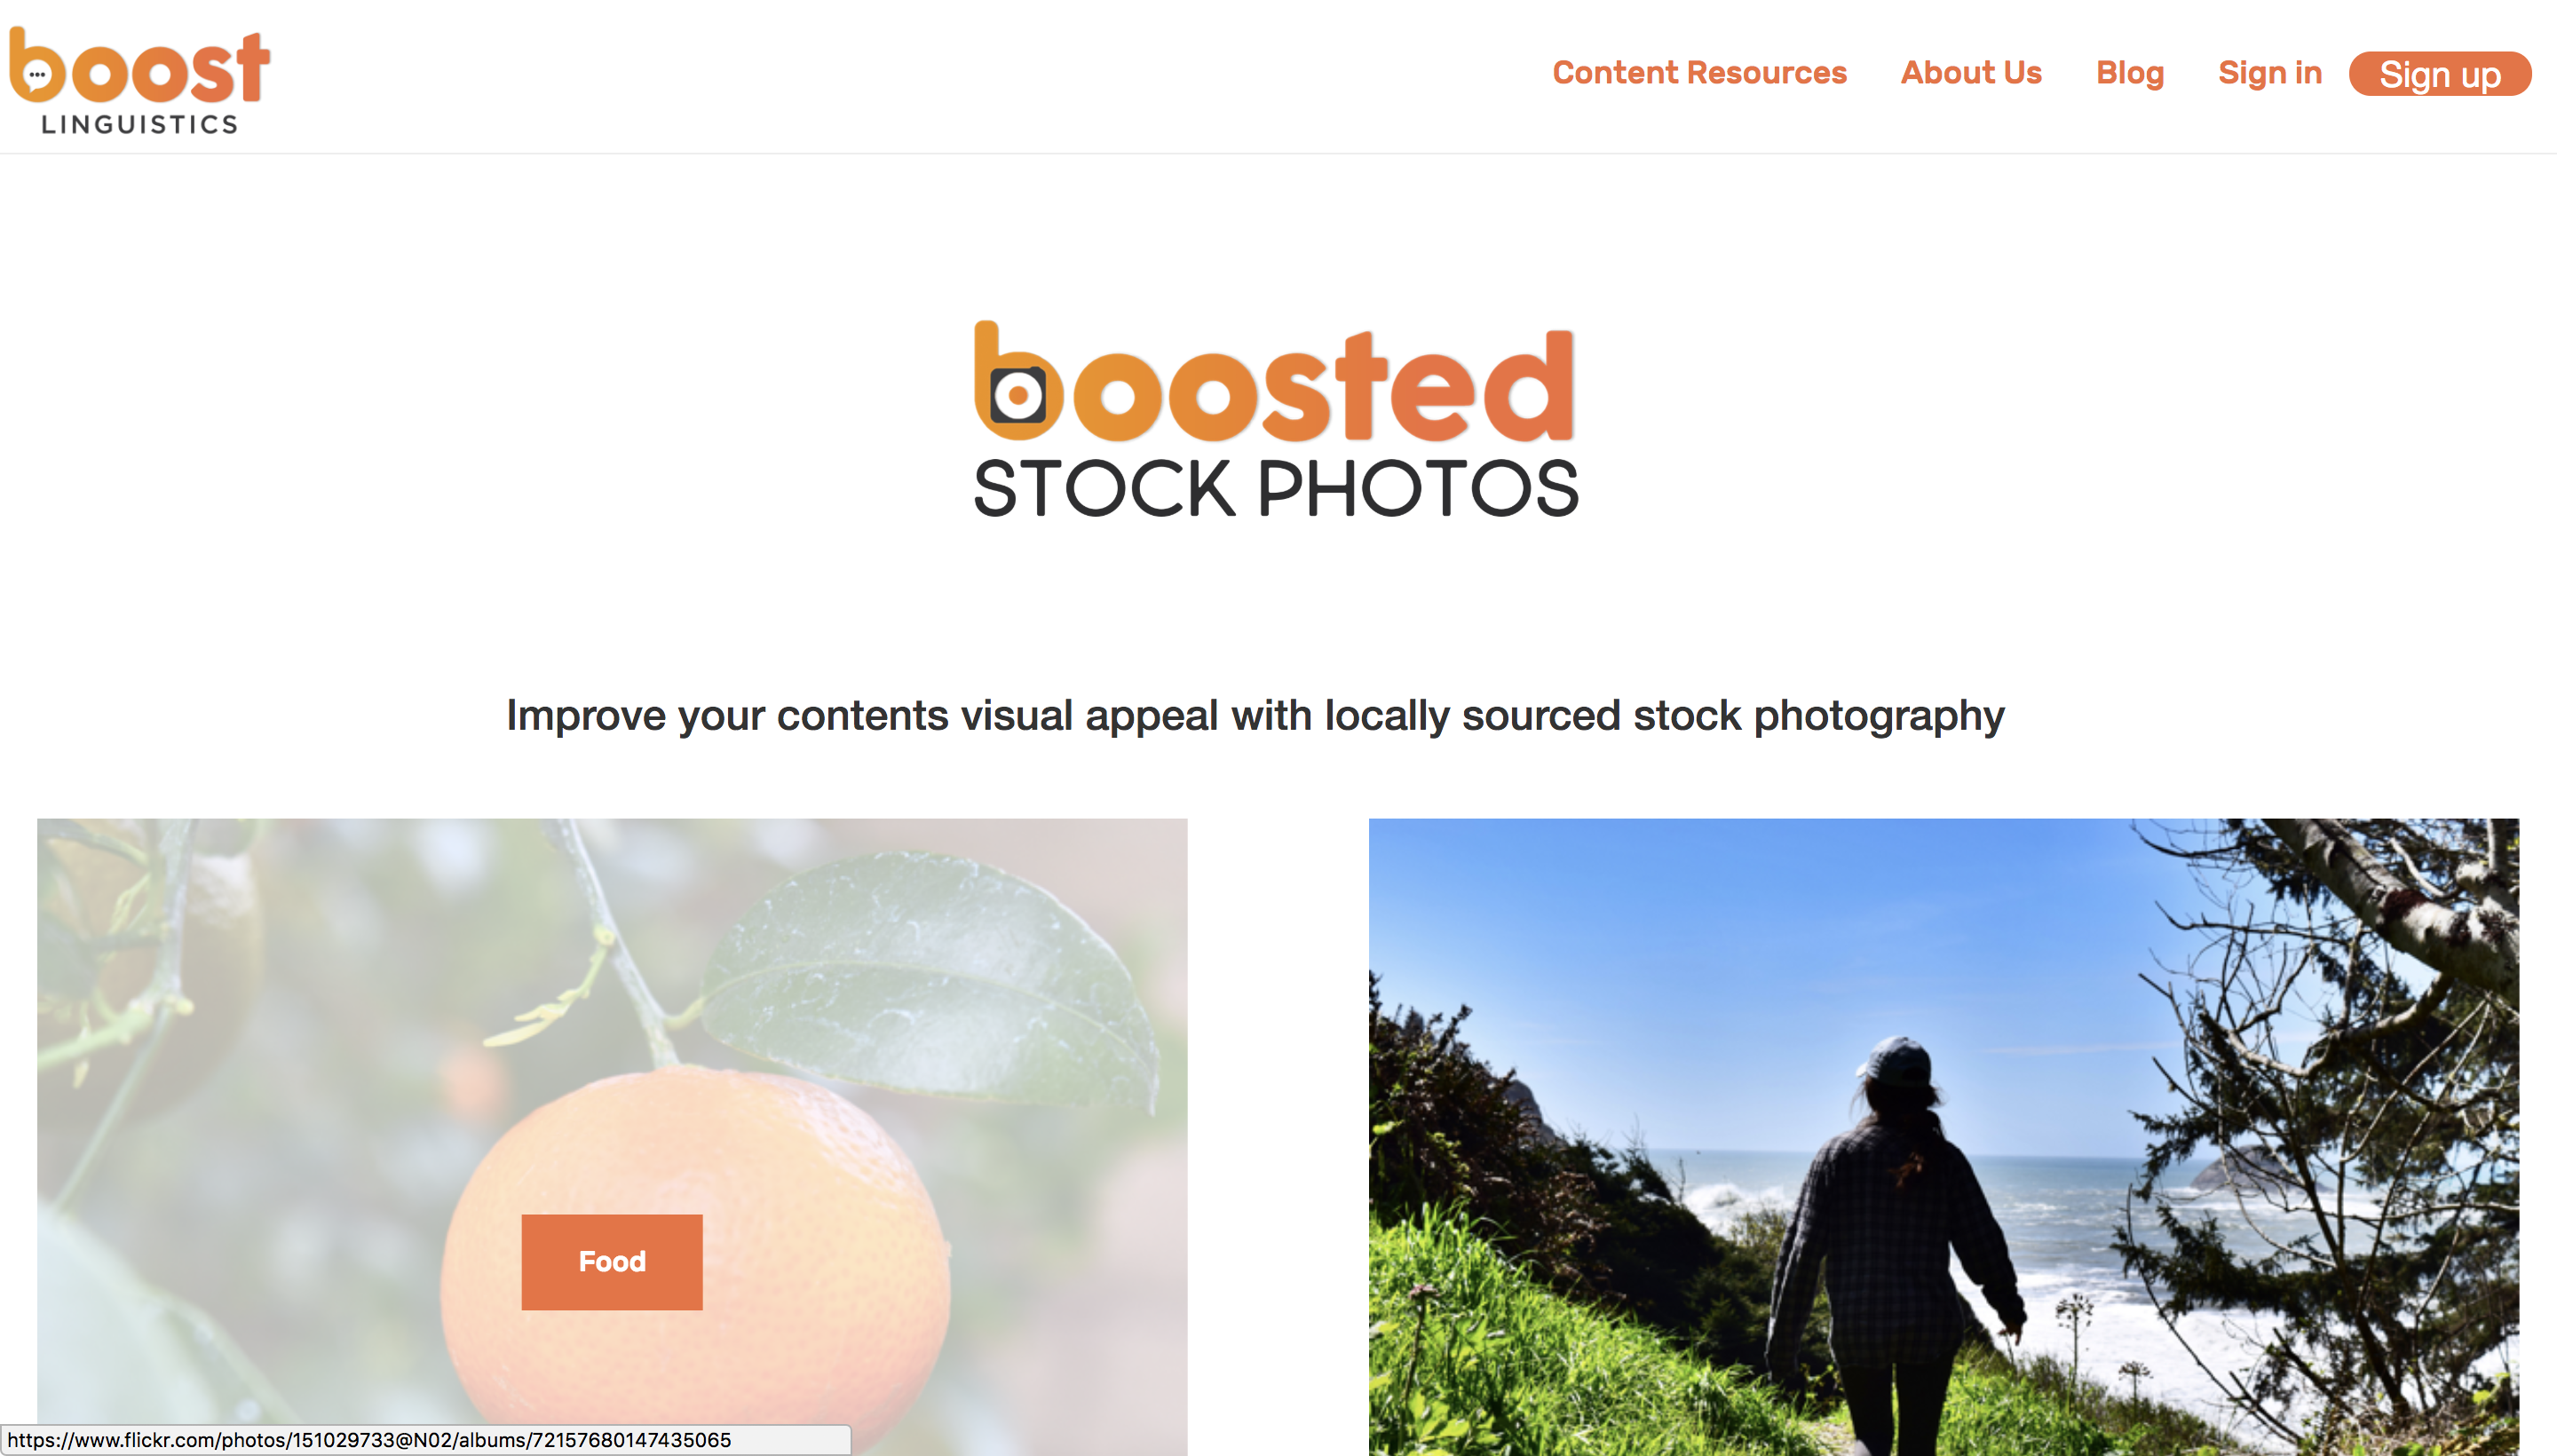 boost
LINGUISTICS
Content Resources About Us Blog Sign in Sign up
boosted
STOCK PHOTOS
Improve your contents visual appeal with locally sourced stock photography
Food
https://www.flickr.com/photos/151029733@N02/albums/72157680147435065